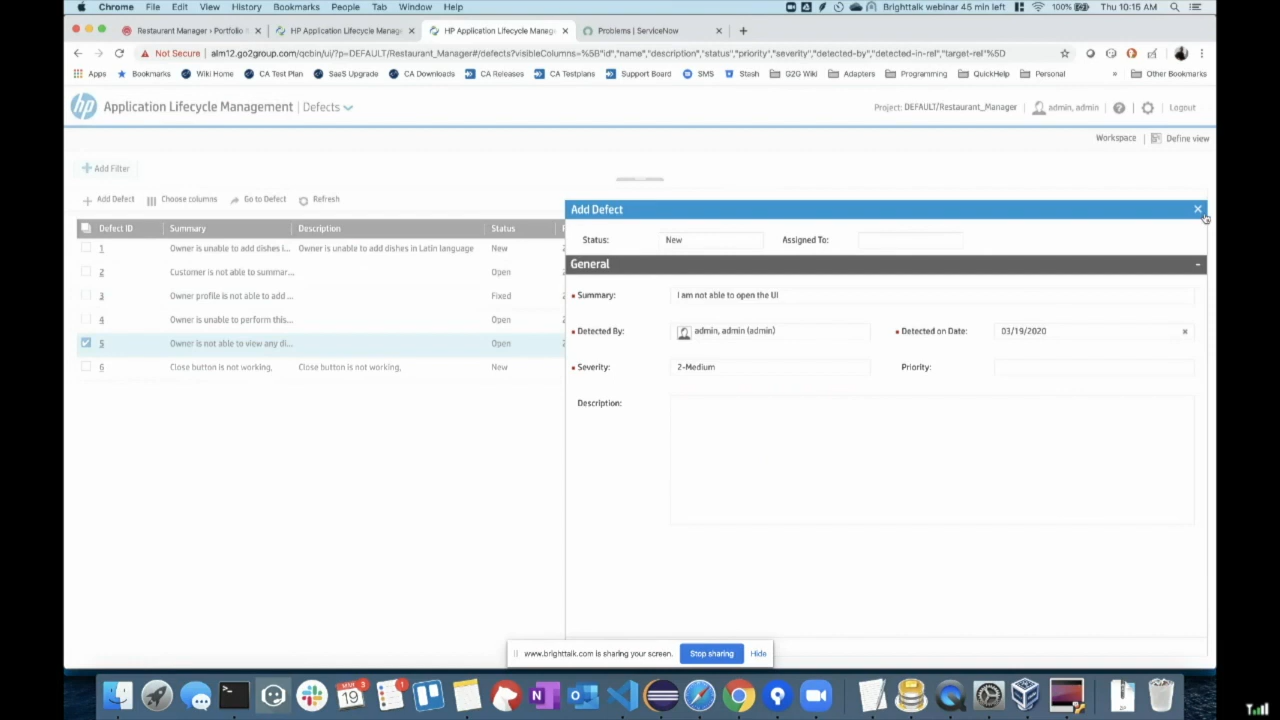 Chrome File Edit View History Bookmarks People Tab Window Help Brighttalk webinar 45 min left 100% Thu 10:15 AM
Restaurant Manager › Portfolio HP Application Lifecycle Manage HP Application Lifecycle Manag Problems | ServiceNow
Not Secure alm12.go2group.com/qcbin/ui/?p=DEFAULT/Restaurant_Manager#/defects?visibleColumns=%5B"id","name","description","status","priority","severity","detected-by","detected-in-rel","target-rel"%5D
Apps Bookmarks Wiki Home CA Test Plan SaaS Upgrade CA Downloads CA Releases CA Testplans Support Board SMS Stash G2G Wiki Adapters Programming QuickHelp Personal » Other Bookmarks
hp Application Lifecycle Management | Defects Project: DEFAULT/Restaurant_Manager admin, admin Logout
Workspace Define view
Add Filter
Add Defect Choose columns Go to Defect Refresh
Defect ID Summary Description Status
1 Owner is unable to add dishes i... Owner is unable to add dishes in Latin language New
2 Customer is not able to summar... Open
3 Owner profile is not able to add ... Fixed
4 Owner is unable to perform this... Open
5 Owner is not able to view any di... Open
6 Close button is not working, Close button is not working, New
Add Defect
Status: New Assigned To:
General
Summary: I am not able to open the UI
Detected By: admin, admin (admin) Detected on Date: 03/19/2020
Severity: 2-Medium Priority:
Description:
www.brighttalk.com is sharing your screen. Stop sharing Hide